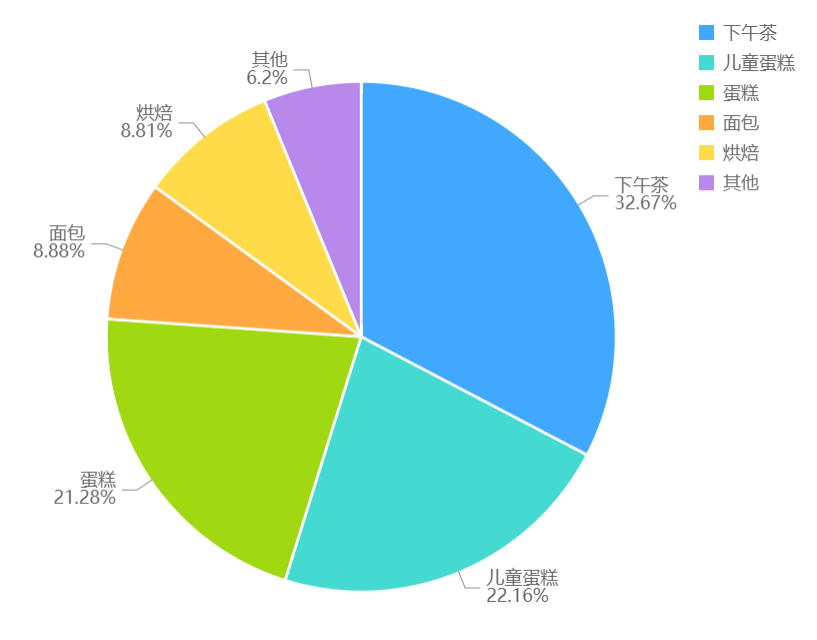 下午茶
儿童蛋糕
蛋糕
面包
烘焙
其他
其他
6.2%
烘焙
8.81%
下午茶
32.67%
面包
8.88%
蛋糕
21.28%
儿童蛋糕
22.16%